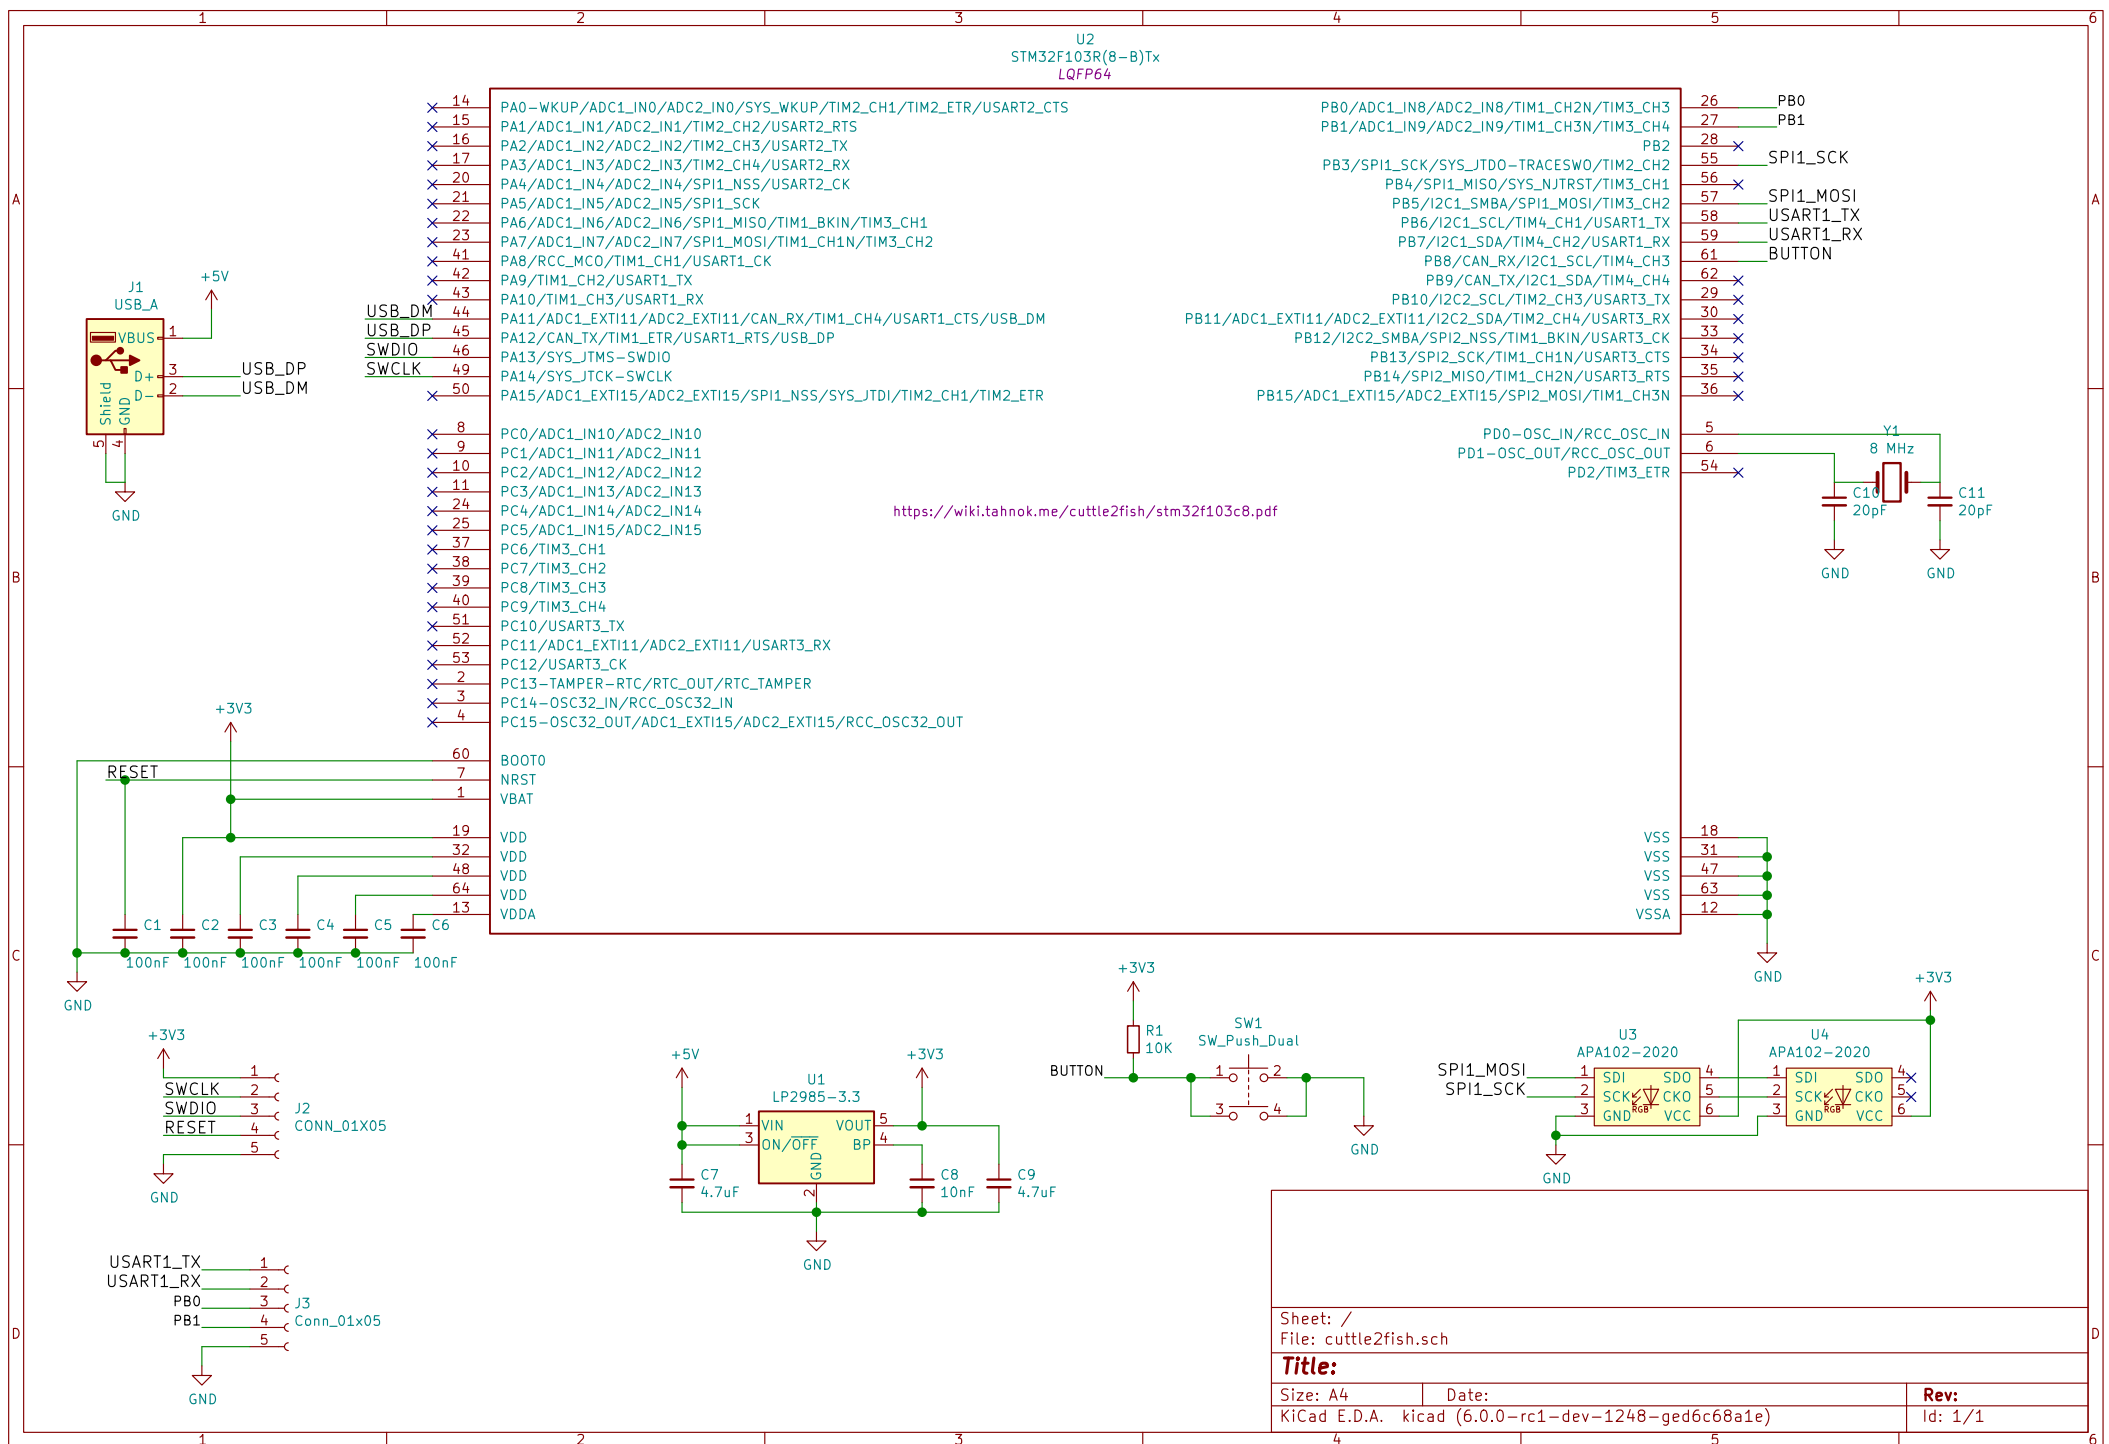 1 2 3 4 5 6
A
B
C
D
A
B
C
D
U2
STM32F103R(8-B)Tx
LQFP64
14 PA0-WKUP/ADC1_IN0/ADC2_IN0/SYS_WKUP/TIM2_CH1/TIM2_ETR/USART2_CTS
15 PA1/ADC1_IN1/ADC2_IN1/TIM2_CH2/USART2_RTS
16 PA2/ADC1_IN2/ADC2_IN2/TIM2_CH3/USART2_TX
17 PA3/ADC1_IN3/ADC2_IN3/TIM2_CH4/USART2_RX
20 PA4/ADC1_IN4/ADC2_IN4/SPI1_NSS/USART2_CK
21 PA5/ADC1_IN5/ADC2_IN5/SPI1_SCK
22 PA6/ADC1_IN6/ADC2_IN6/SPI1_MISO/TIM1_BKIN/TIM3_CH1
23 PA7/ADC1_IN7/ADC2_IN7/SPI1_MOSI/TIM1_CH1N/TIM3_CH2
41 PA8/RCC_MCO/TIM1_CH1/USART1_CK
42 PA9/TIM1_CH2/USART1_TX
43 PA10/TIM1_CH3/USART1_RX
USB_DM 44 PA11/ADC1_EXTI11/ADC2_EXTI11/CAN_RX/TIM1_CH4/USART1_CTS/USB_DM
USB_DP 45 PA12/CAN_TX/TIM1_ETR/USART1_RTS/USB_DP
SWDIO 46 PA13/SYS_JTMS-SWDIO
SWCLK 49 PA14/SYS_JTCK-SWCLK
50 PA15/ADC1_EXTI15/ADC2_EXTI15/SPI1_NSS/SYS_JTDI/TIM2_CH1/TIM2_ETR
8 PC0/ADC1_IN10/ADC2_IN10
9 PC1/ADC1_IN11/ADC2_IN11
10 PC2/ADC1_IN12/ADC2_IN12
11 PC3/ADC1_IN13/ADC2_IN13
24 PC4/ADC1_IN14/ADC2_IN14
25 PC5/ADC1_IN15/ADC2_IN15
37 PC6/TIM3_CH1
38 PC7/TIM3_CH2
39 PC8/TIM3_CH3
40 PC9/TIM3_CH4
51 PC10/USART3_TX
52 PC11/ADC1_EXTI11/ADC2_EXTI11/USART3_RX
53 PC12/USART3_CK
2 PC13-TAMPER-RTC/RTC_OUT/RTC_TAMPER
3 PC14-OSC32_IN/RCC_OSC32_IN
4 PC15-OSC32_OUT/ADC1_EXTI15/ADC2_EXTI15/RCC_OSC32_OUT
60 BOOT0
RESET 7 NRST
1 VBAT
19 VDD
32 VDD
48 VDD
64 VDD
13 VDDA
PB0/ADC1_IN8/ADC2_IN8/TIM1_CH2N/TIM3_CH3 26 PB0
PB1/ADC1_IN9/ADC2_IN9/TIM1_CH3N/TIM3_CH4 27 PB1
PB2 28
PB3/SPI1_SCK/SYS_JTDO-TRACESWO/TIM2_CH2 55 SPI1_SCK
PB4/SPI1_MISO/SYS_NJTRST/TIM3_CH1 56
PB5/I2C1_SMBA/SPI1_MOSI/TIM3_CH2 57 SPI1_MOSI
PB6/I2C1_SCL/TIM4_CH1/USART1_TX 58 USART1_TX
PB7/I2C1_SDA/TIM4_CH2/USART1_RX 59 USART1_RX
PB8/CAN_RX/I2C1_SCL/TIM4_CH3 61 BUTTON
PB9/CAN_TX/I2C1_SDA/TIM4_CH4 62
PB10/I2C2_SCL/TIM2_CH3/USART3_TX 29
PB11/ADC1_EXTI11/ADC2_EXTI11/I2C2_SDA/TIM2_CH4/USART3_RX 30
PB12/I2C2_SMBA/SPI2_NSS/TIM1_BKIN/USART3_CK 33
PB13/SPI2_SCK/TIM1_CH1N/USART3_CTS 34
PB14/SPI2_MISO/TIM1_CH2N/USART3_RTS 35
PB15/ADC1_EXTI15/ADC2_EXTI15/SPI2_MOSI/TIM1_CH3N 36
PD0-OSC_IN/RCC_OSC_IN 5
PD1-OSC_OUT/RCC_OSC_OUT 6
PD2/TIM3_ETR 54
https://wiki.tahnok.me/cuttle2fish/stm32f103c8.pdf
VSS 18
VSS 31
VSS 47
VSS 63
VSSA 12
GND
Y1
8 MHz
C10
20pF
C11
20pF
GND
GND
J1
USB_A
+5V
VBUS 1
D+ 3 USB_DP
D- 2 USB_DM
Shield
GND
5 4
GND
+3V3
C1 C2 C3 C4 C5 C6
100nF 100nF 100nF 100nF 100nF 100nF
GND
+3V3
1
SWCLK 2
SWDIO 3
RESET 4
5
J2
CONN_01X05
GND
USART1_TX 1
USART1_RX 2
PB0 3
PB1 4
5
J3
Conn_01x05
GND
+5V
+3V3
U1
LP2985-3.3
1 VIN VOUT 5
3 ON/OFF BP 4
GND
2
C7
4.7uF
C8
10nF
C9
4.7uF
GND
+3V3
R1
10K
SW1
SW_Push_Dual
BUTTON 1 2
3 4
GND
+3V3
U3
APA102-2020
SPI1_MOSI 1 SDI SDO 4
SPI1_SCK 2 SCK CKO 5
3 GND VCC 6
RGB
U4
APA102-2020
1 SDI SDO 4
2 SCK CKO 5
3 GND VCC 6
RGB
GND
Sheet: /
File: cuttle2fish.sch
Title:
Size: A4 Date: Rev:
KiCad E.D.A. kicad (6.0.0-rc1-dev-1248-ged6c68a1e) Id: 1/1
1 2 3 4 5 6